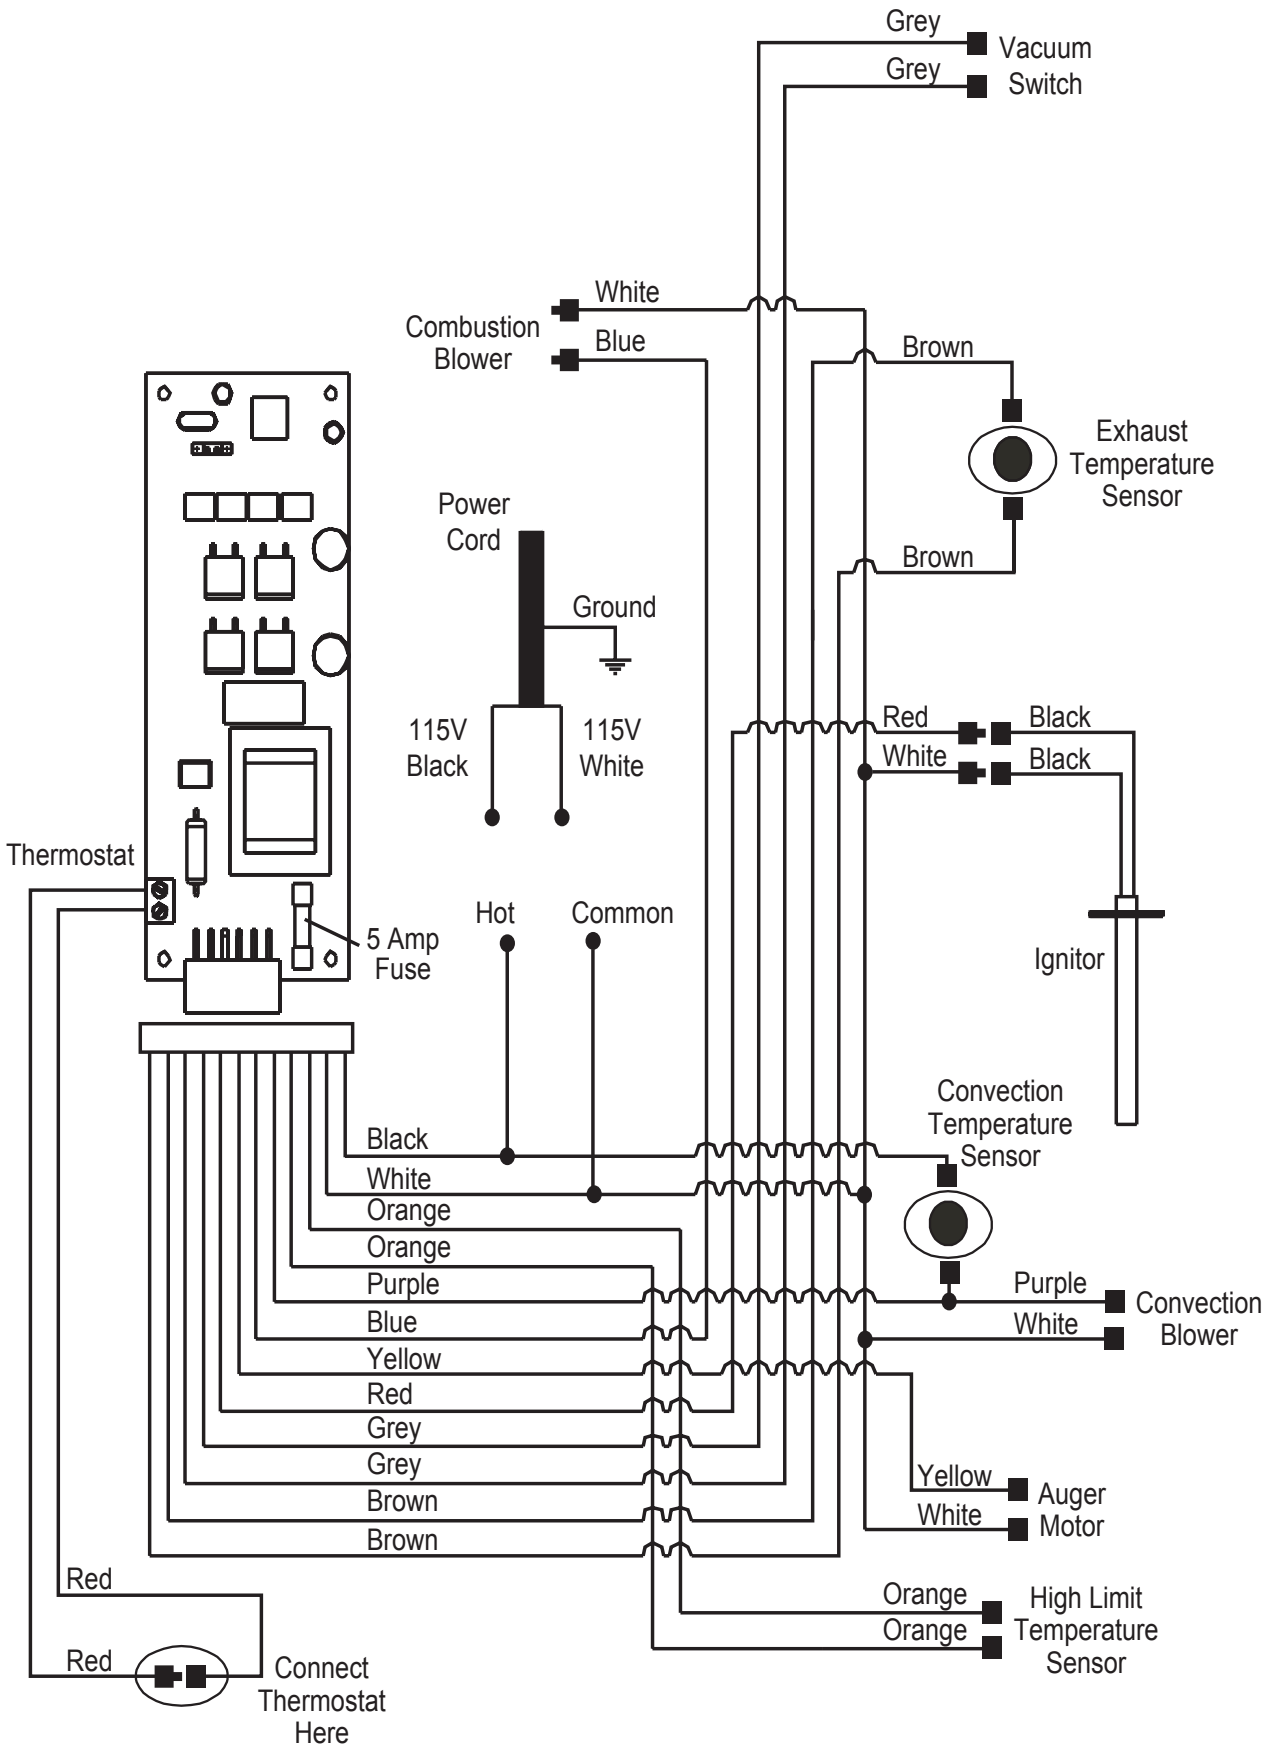 Grey
Vacuum
Grey
Switch
White
Combustion
Blower
Blue
Brown
Exhaust
Temperature
Sensor
Brown
Power
Cord
Ground
115V
Black
115V
White
Red
Black
White
Black
Thermostat
Hot
Common
5 Amp
Fuse
Ignitor
Convection
Temperature
Sensor
Black
White
Orange
Orange
Purple
Blue
Yellow
Red
Grey
Grey
Brown
Brown
Purple
White
Convection
Blower
Yellow
White
Auger
Motor
Orange
Orange
High Limit
Temperature
Sensor
Red
Red
Connect
Thermostat
Here